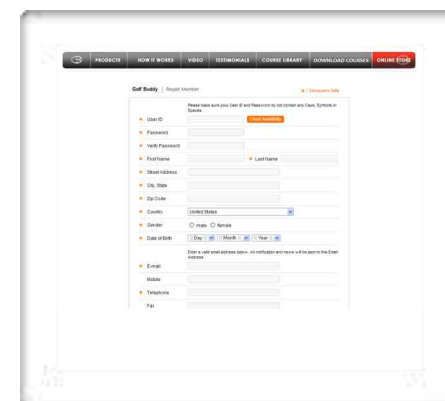 PRODUCTS HOW IT WORKS VIDEO TESTIMONIALS COURSE LIBRARY DOWNLOAD COURSES ONLINE STORE
Golf Buddy | Regist Member
Please make sure your User ID and Password do not contain any Caps, Symbols or
Spaces.
User ID Check Availability
Password
Verify Password
First Name Last Name
Street Address
City, State
Zip Code
Country United States
Gender male female
Date of Birth Day Month Year
Enter a valid email address below. All notification and news will be sent to the Email
Address.
E-mail
Mobile
Telephone
Fax